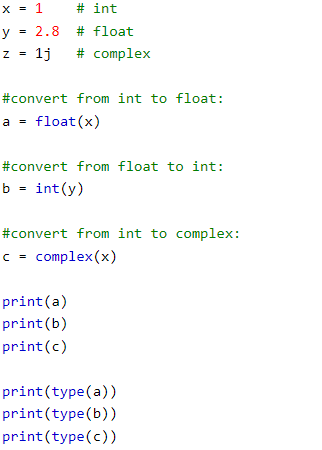 x = 1    # int
y = 2.8  # float
z = 1j   # complex
#convert from int to float:
a = float(x)
#convert from float to int:
b = int(y)
#convert from int to complex:
c = complex(x)
print(a)
print(b)
print(c)
print(type(a))
print(type(b))
print(type(c))